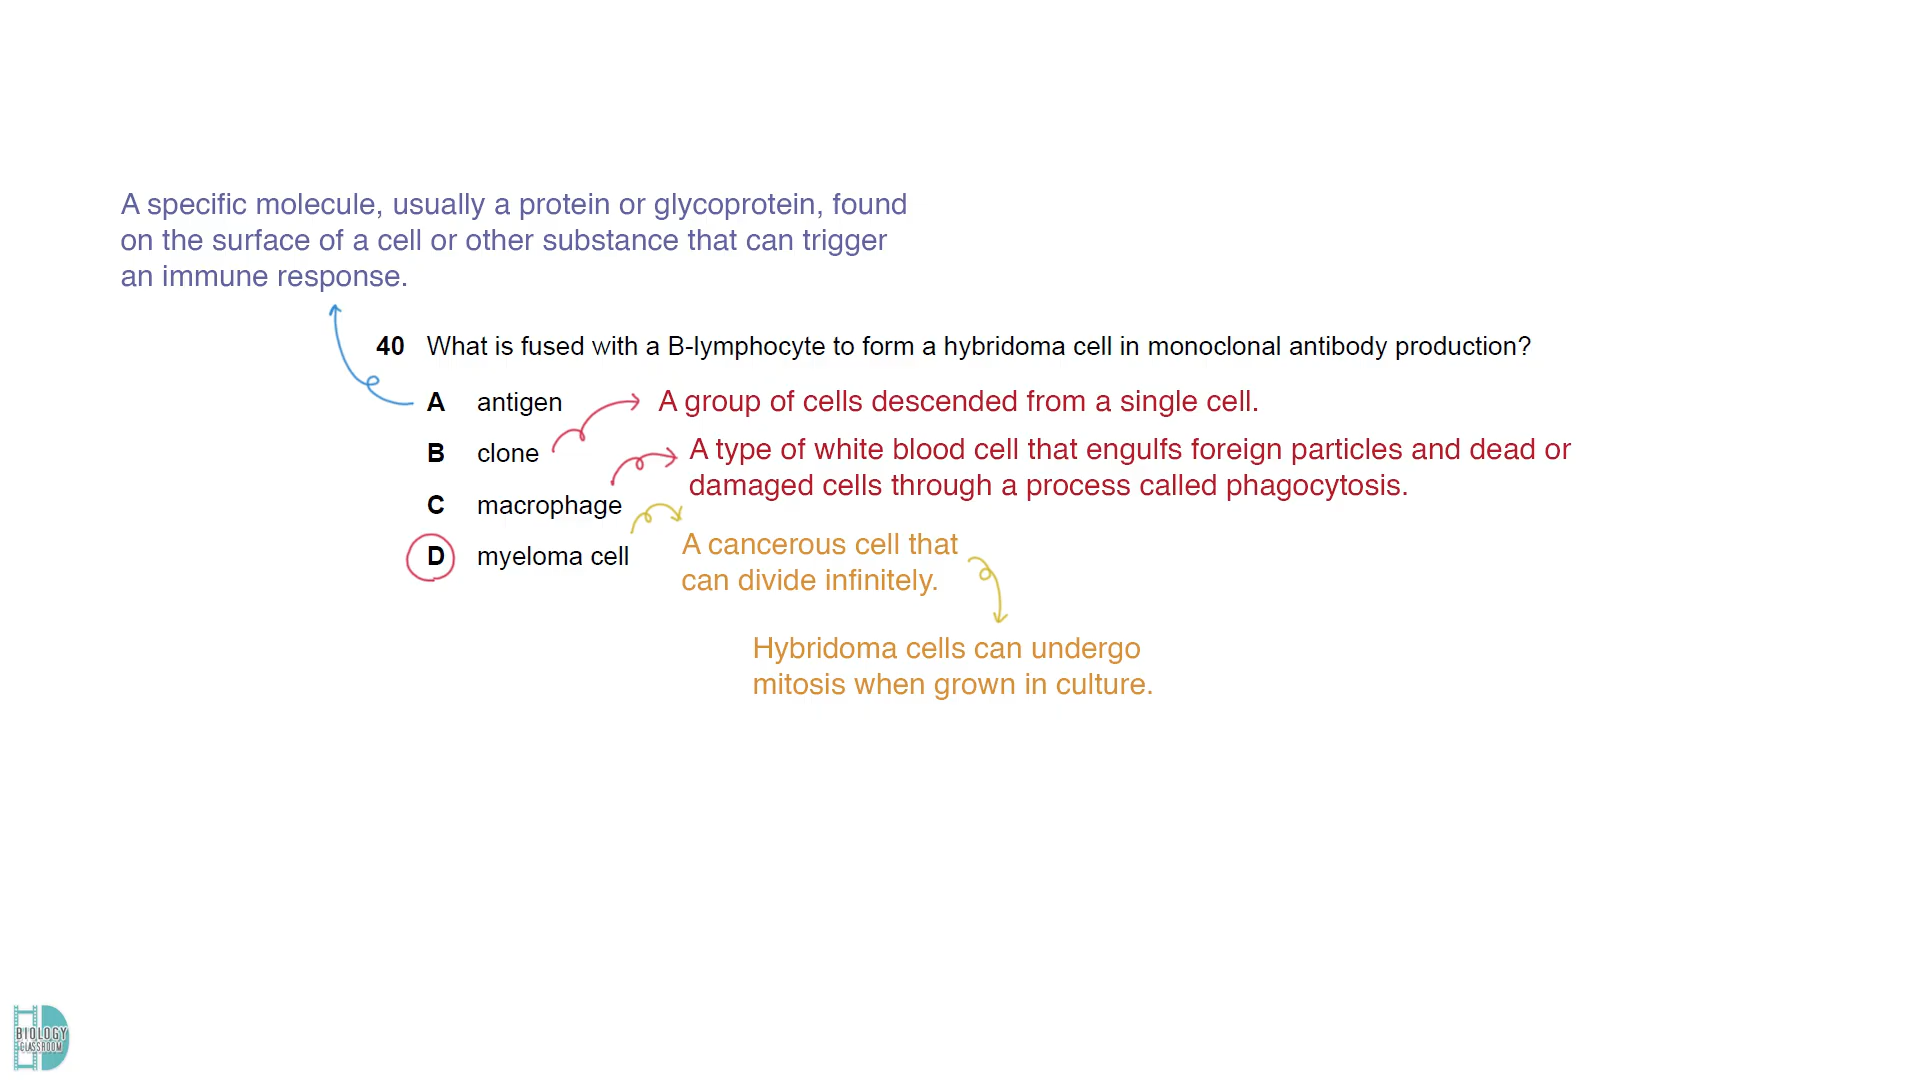 A specific molecule, usually a protein or glycoprotein, found
on the surface of a cell or other substance that can trigger
an immune response.
40 What is fused with a B-lymphocyte to form a hybridoma cell in monoclonal antibody production?
A antigen
A group of cells descended from a single cell.
B clone
A type of white blood cell that engulfs foreign particles and dead or
damaged cells through a process called phagocytosis.
C macrophage
D myeloma cell
A cancerous cell that
can divide infinitely.
Hybridoma cells can undergo
mitosis when grown in culture.
BIOLOGY
CLASSROOM